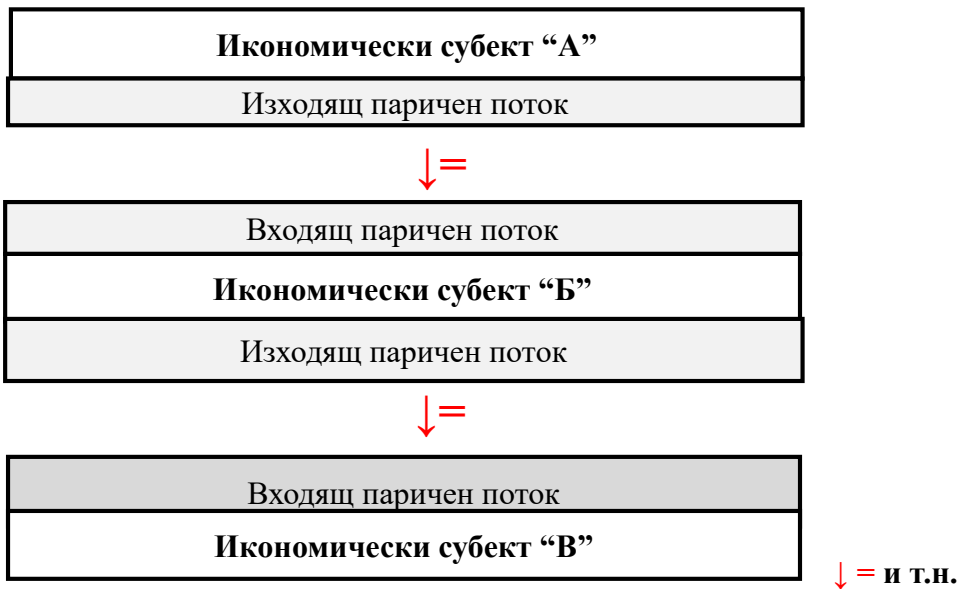 Икономически субект “А”
Изходящ паричен поток
↓=
Входящ паричен поток
Икономически субект “Б”
Изходящ паричен поток
↓=
Входящ паричен поток
Икономически субект “В”
↓ = и т.н.